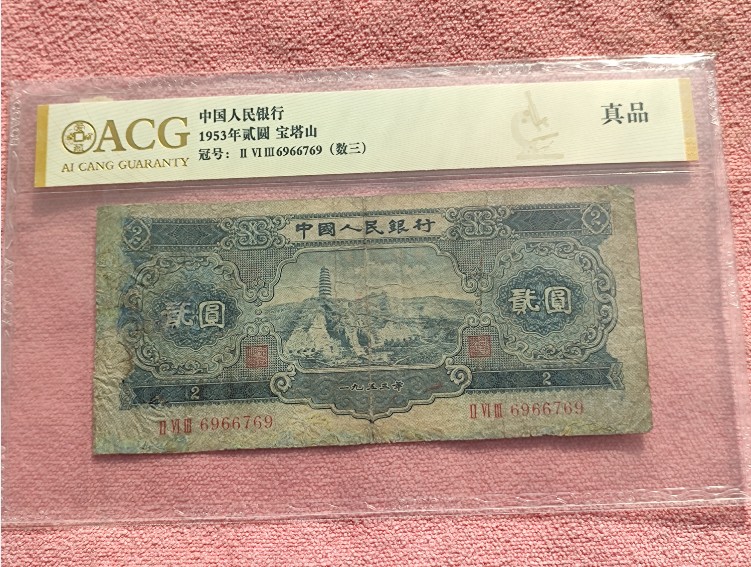 ACG
AI CANG GUARANTY
中国人民银行
1953年贰圆 宝塔山
冠号: Ⅱ Ⅵ Ⅲ6966769 (数三)
真品
2
中國人民銀行
2
貳圓
貳圓
一九五三年
2
2
Ⅱ Ⅵ Ⅲ 6966769
Ⅱ Ⅵ Ⅲ 6966769